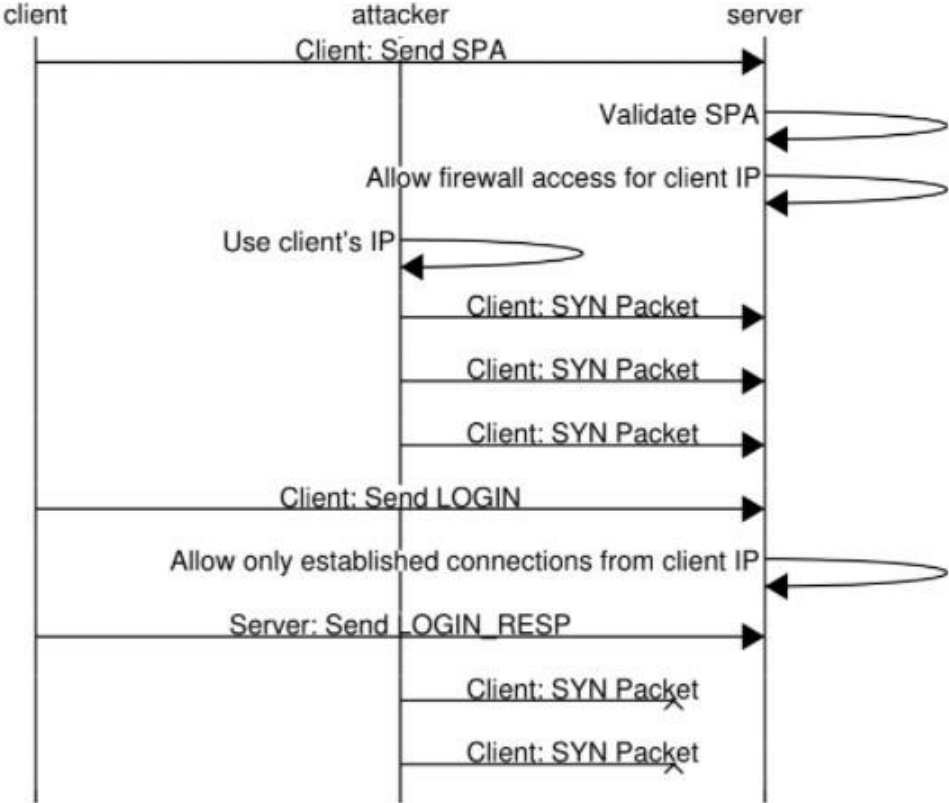 client attacker server
Client: Send SPA
Validate SPA
Allow firewall access for client IP
Use client's IP
Client: SYN Packet
Client: SYN Packet
Client: SYN Packet
Client: Send LOGIN
Allow only established connections from client IP
Server: Send LOGIN_RESP
Client: SYN Packet
Client: SYN Packet